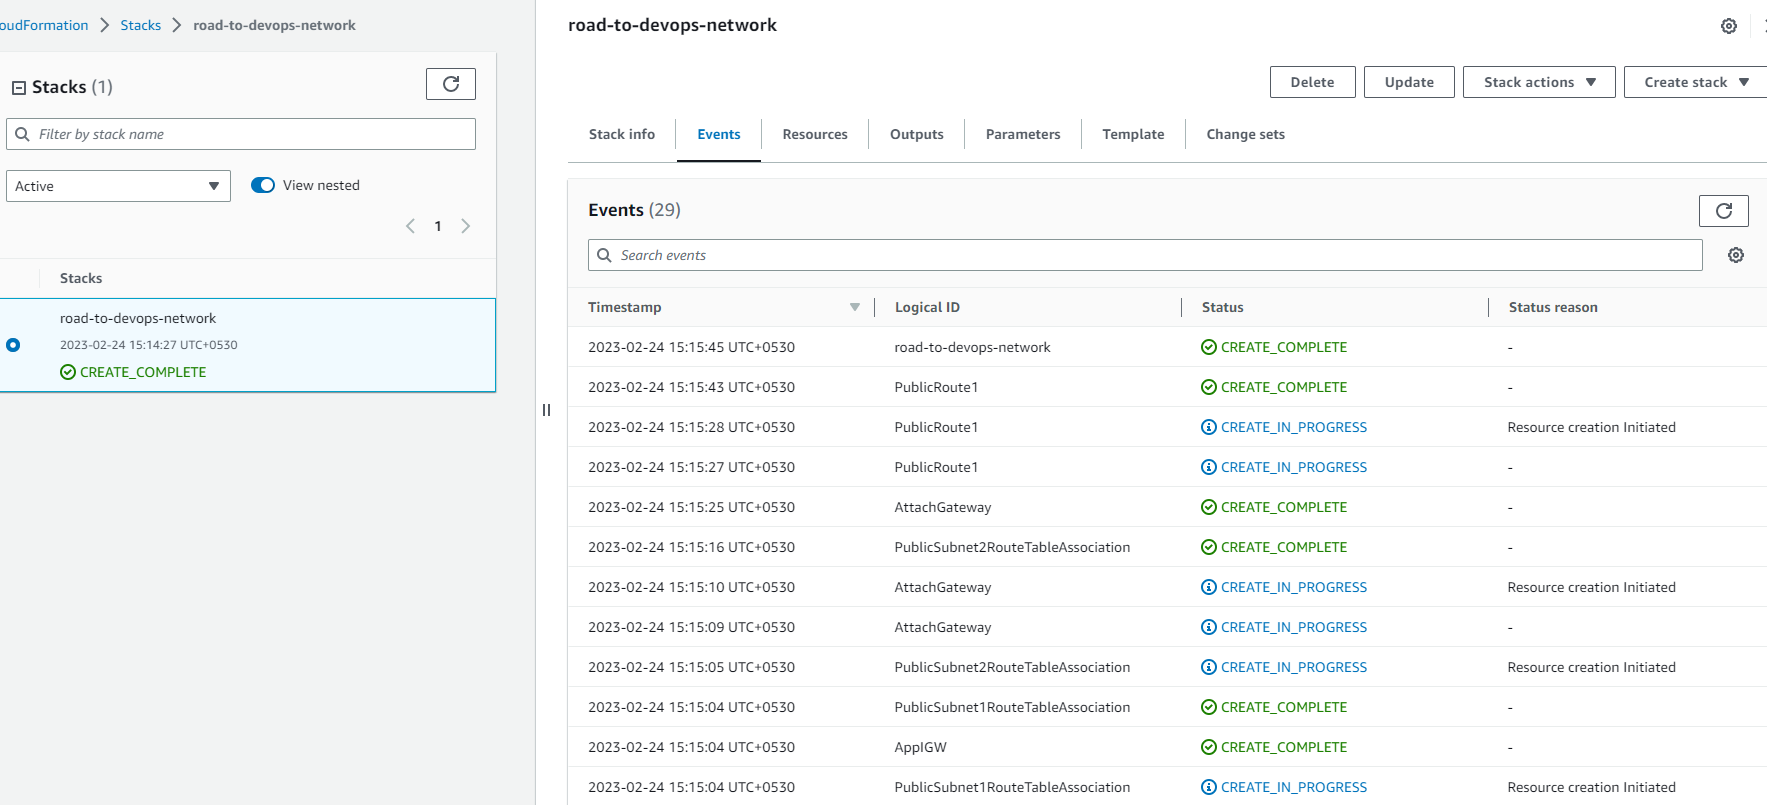 oudFormation > Stacks > road-to-devops-network
Stacks (1)
Filter by stack name
Active
View nested
1
Stacks
road-to-devops-network
2023-02-24 15:14:27 UTC+0530
CREATE_COMPLETE
road-to-devops-network
Delete Update Stack actions Create stack
Stack info Events Resources Outputs Parameters Template Change sets
Events (29)
Search events
Timestamp Logical ID Status Status reason
2023-02-24 15:15:45 UTC+0530 road-to-devops-network CREATE_COMPLETE -
2023-02-24 15:15:43 UTC+0530 PublicRoute1 CREATE_COMPLETE -
2023-02-24 15:15:28 UTC+0530 PublicRoute1 CREATE_IN_PROGRESS Resource creation Initiated
2023-02-24 15:15:27 UTC+0530 PublicRoute1 CREATE_IN_PROGRESS -
2023-02-24 15:15:25 UTC+0530 AttachGateway CREATE_COMPLETE -
2023-02-24 15:15:16 UTC+0530 PublicSubnet2RouteTableAssociation CREATE_COMPLETE -
2023-02-24 15:15:10 UTC+0530 AttachGateway CREATE_IN_PROGRESS Resource creation Initiated
2023-02-24 15:15:09 UTC+0530 AttachGateway CREATE_IN_PROGRESS -
2023-02-24 15:15:05 UTC+0530 PublicSubnet2RouteTableAssociation CREATE_IN_PROGRESS Resource creation Initiated
2023-02-24 15:15:04 UTC+0530 PublicSubnet1RouteTableAssociation CREATE_COMPLETE -
2023-02-24 15:15:04 UTC+0530 AppIGW CREATE_COMPLETE -
2023-02-24 15:15:04 UTC+0530 PublicSubnet1RouteTableAssociation CREATE_IN_PROGRESS Resource creation Initiated